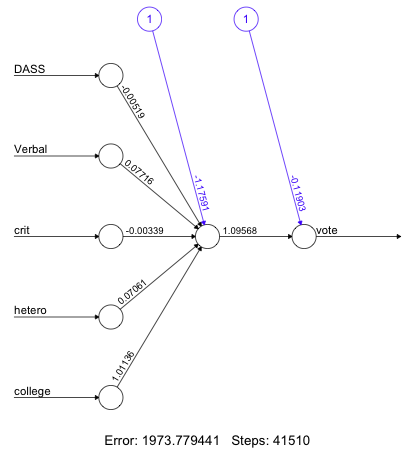 1 1
DASS
-0.00519
Verbal
0.07716
-1.17591
-0.11903
crit
-0.00339
1.09568
vote
hetero
0.07061
college
1.01136
Error: 1973.779441 Steps: 41510